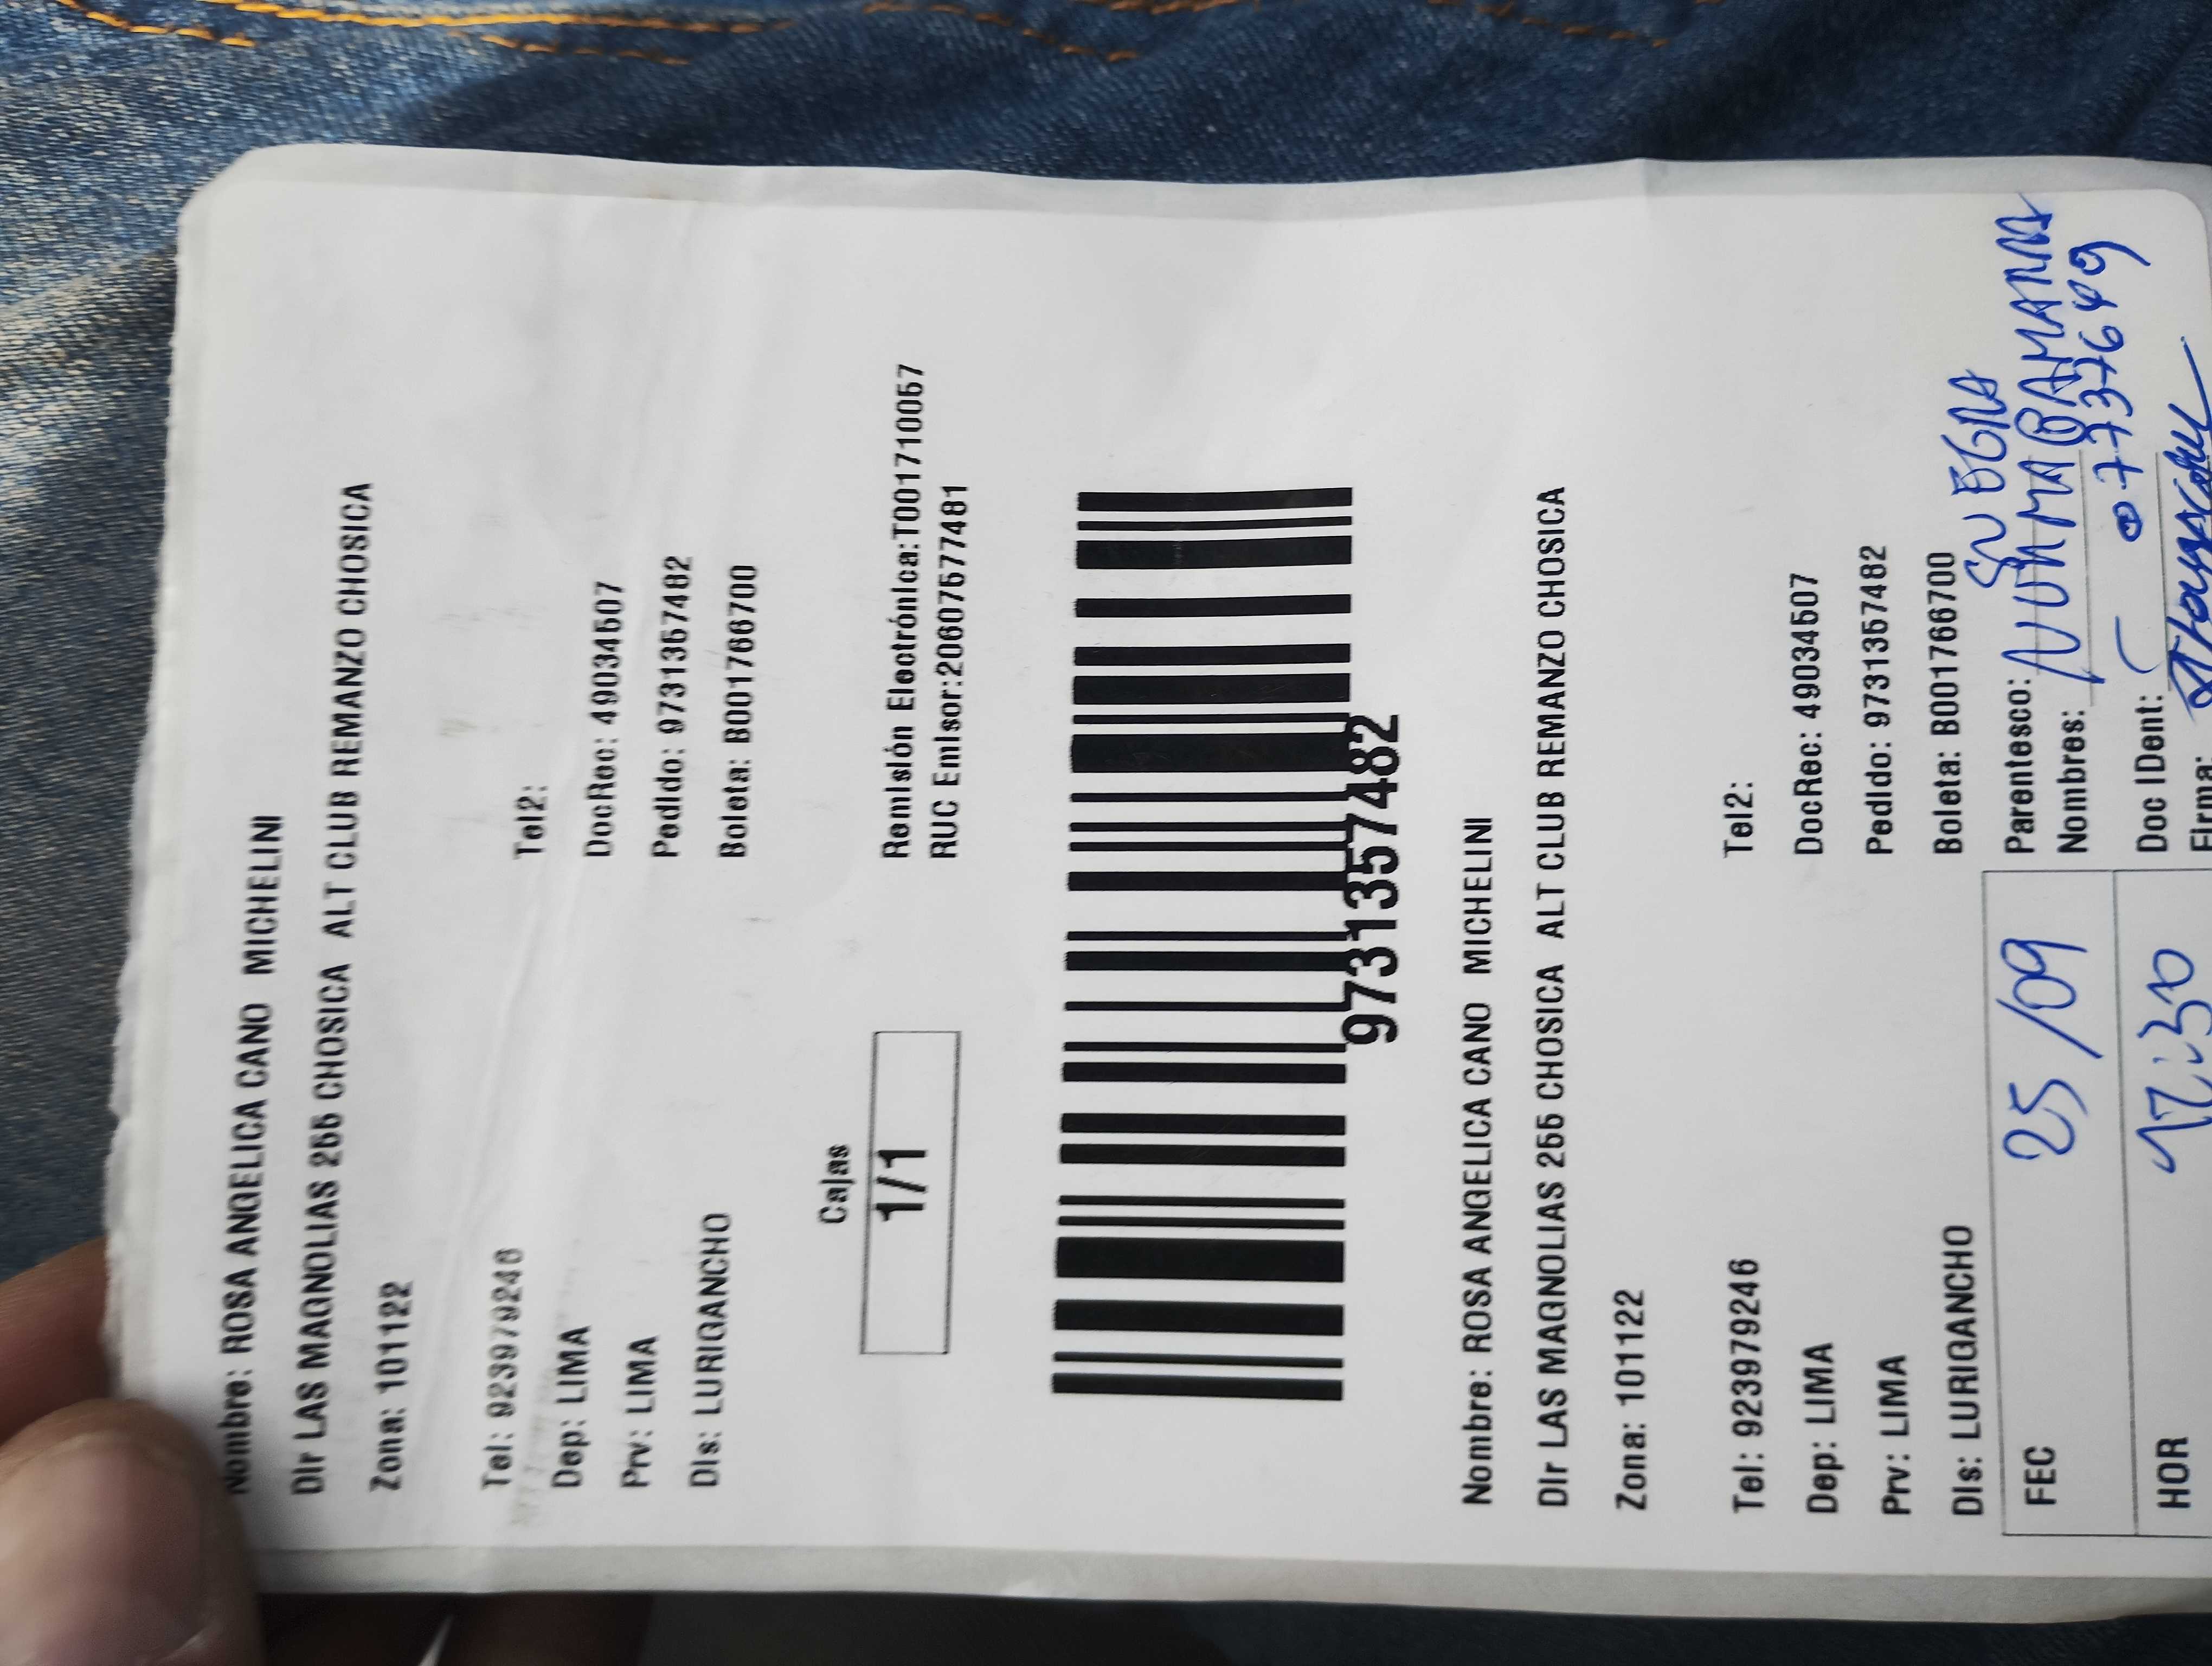 Nombre: ROSA ANGELICA CANO MICHELINI
Dir LAS MAGNOLIAS 255 CHOSICA ALT CLUB REMANZO CHOSICA
Zona: 101122
Tel: 923979246 Tel2:
Dep: LIMA DocRec: 49034507
Prv: LIMA Pedido: 9731357482
Dis: LURIGANCHO Boleta: B001766700
Cajas
1/1
Remisión Electrónica:T001710057
RUC Emisor:20607577481
9731357482
Nombre: ROSA ANGELICA CANO MICHELINI
Dir LAS MAGNOLIAS 255 CHOSICA ALT CLUB REMANZO CHOSICA
Zona: 101122
Tel: 923979246 Tel2:
Dep: LIMA DocRec: 49034507
Prv: LIMA Pedido: 9731357482
Dis: LURIGANCHO Boleta: B001766700
FEC 25/09
Parentesco: SUEGRA
Nombres:
HOR 12:30
Doc IDent: 07737649
Firma: